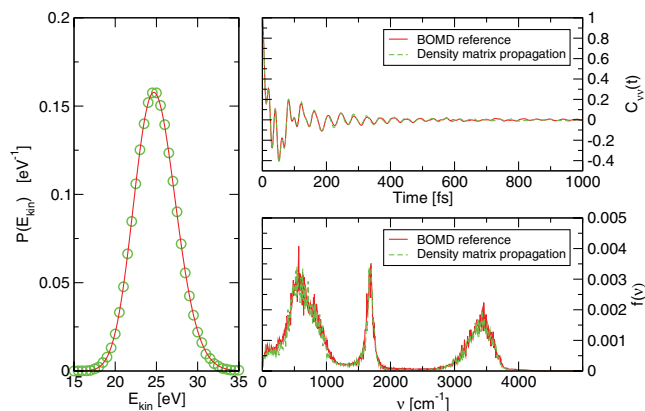 0.2
0.15
0.1
0.05
0
P(E_kin) [eV⁻¹]
15 20 25 30 35
E_kin [eV]
BOMD reference
Density matrix propagation
1
0.8
0.6
0.4
0.2
0
-0.2
-0.4
C_vv(t)
0 200 400 600 800 1000
Time [fs]
BOMD reference
Density matrix propagation
0.005
0.004
0.003
0.002
0.001
0
f(ν)
0 1000 2000 3000 4000
ν [cm⁻¹]